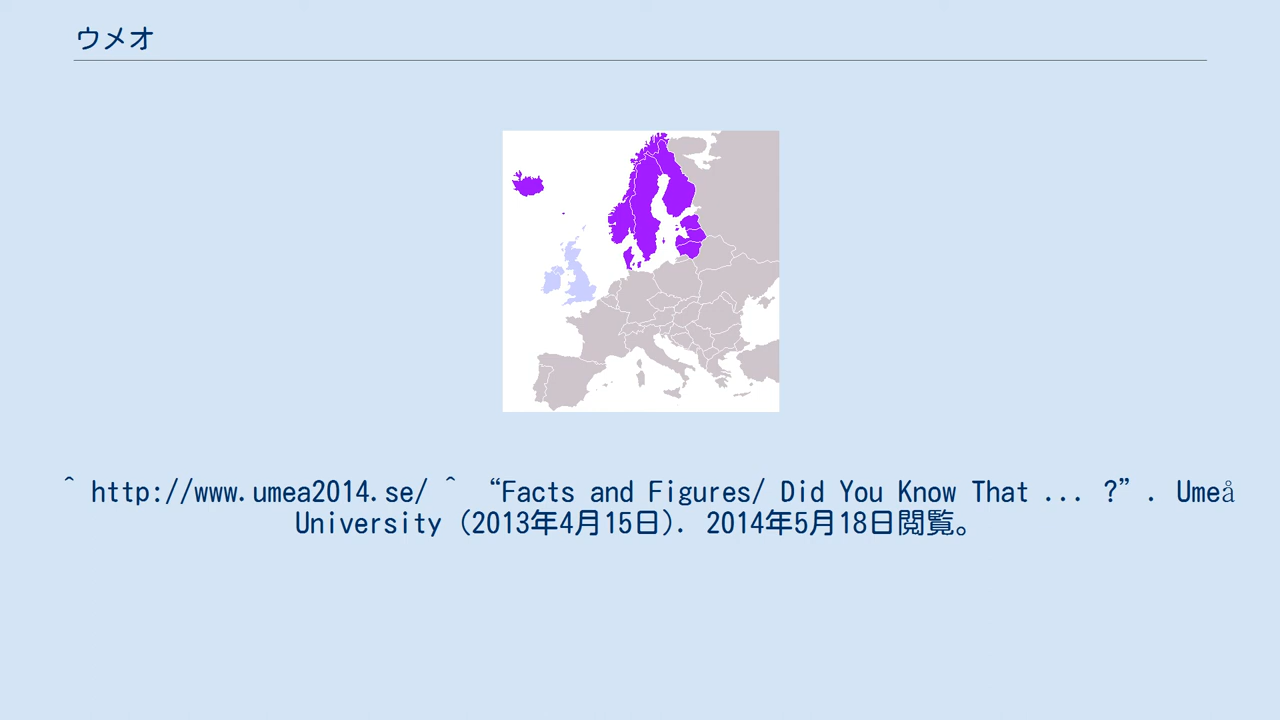 ウメオ
^ http://www.umea2014.se/ ^ “Facts and Figures/ Did You Know That ... ?”. Umeå
University (2013年4月15日). 2014年5月18日閲覧。